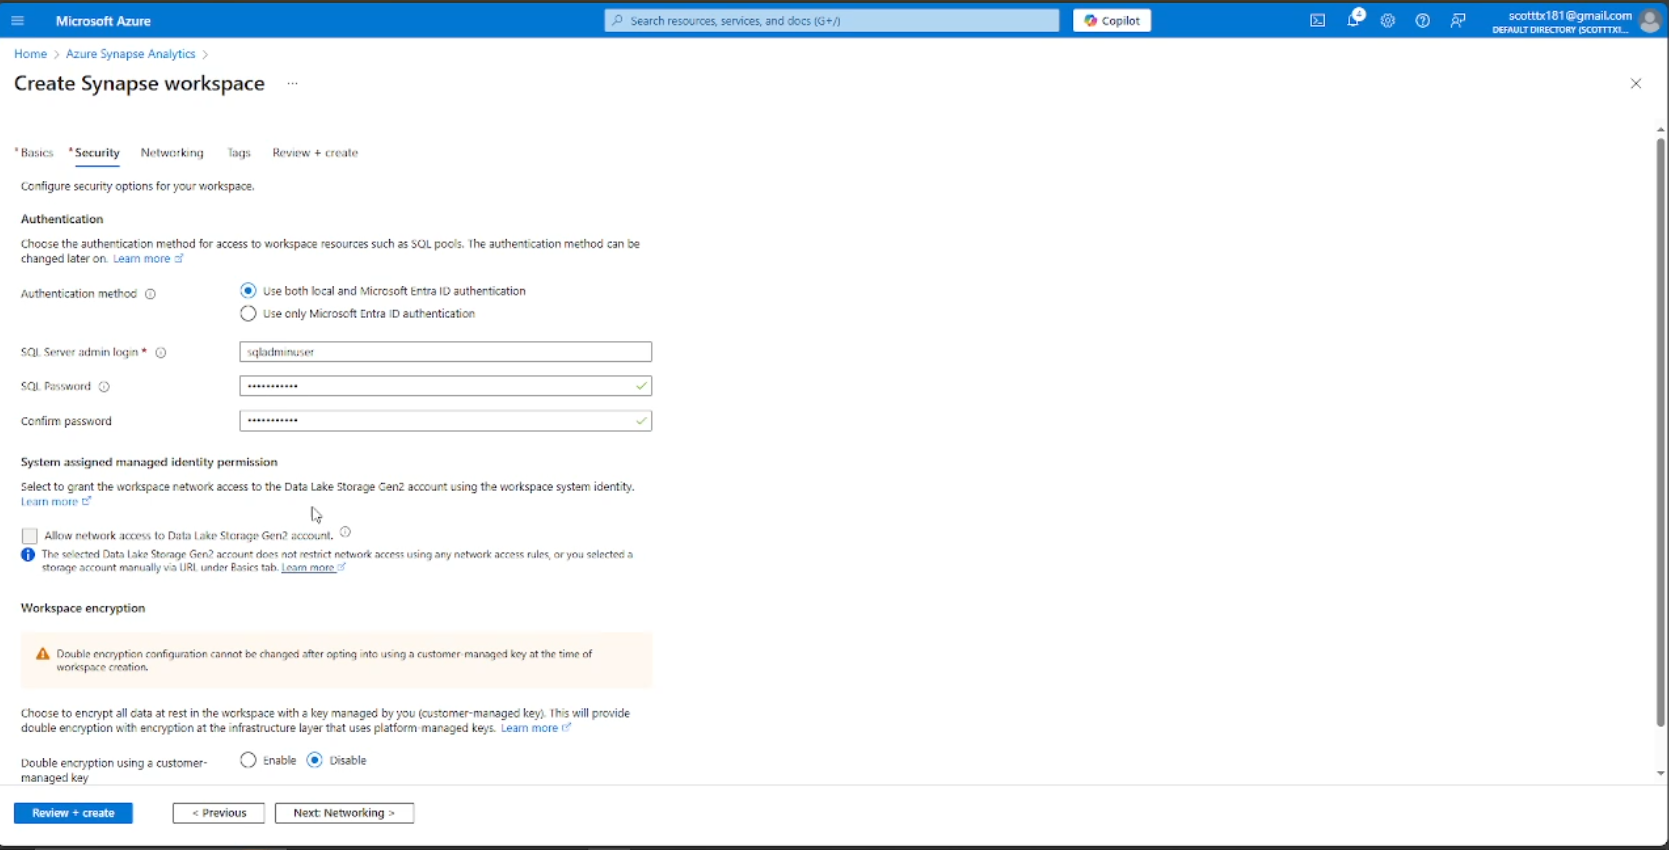 Microsoft Azure
Search resources, services, and docs (G+/)
Copilot
4
scotttx181@gmail.com
DEFAULT DIRECTORY (SCOTTTX1...
Home > Azure Synapse Analytics >
Create Synapse workspace ...
* Basics * Security Networking Tags Review + create
Configure security options for your workspace.
Authentication
Choose the authentication method for access to workspace resources such as SQL pools. The authentication method can be
changed later on. Learn more
Authentication method
Use both local and Microsoft Entra ID authentication
Use only Microsoft Entra ID authentication
SQL Server admin login *
sqladminuser
SQL Password
•••••••••••
Confirm password
•••••••••••
System assigned managed identity permission
Select to grant the workspace network access to the Data Lake Storage Gen2 account using the workspace system identity.
Learn more
Allow network access to Data Lake Storage Gen2 account.
The selected Data Lake Storage Gen2 account does not restrict network access using any network access rules, or you selected a
storage account manually via URL under Basics tab. Learn more
Workspace encryption
Double encryption configuration cannot be changed after opting into using a customer-managed key at the time of
workspace creation.
Choose to encrypt all data at rest in the workspace with a key managed by you (customer-managed key). This will provide
double encryption with encryption at the infrastructure layer that uses platform-managed keys. Learn more
Double encryption using a customer-
managed key
Enable Disable
Review + create
< Previous
Next: Networking >